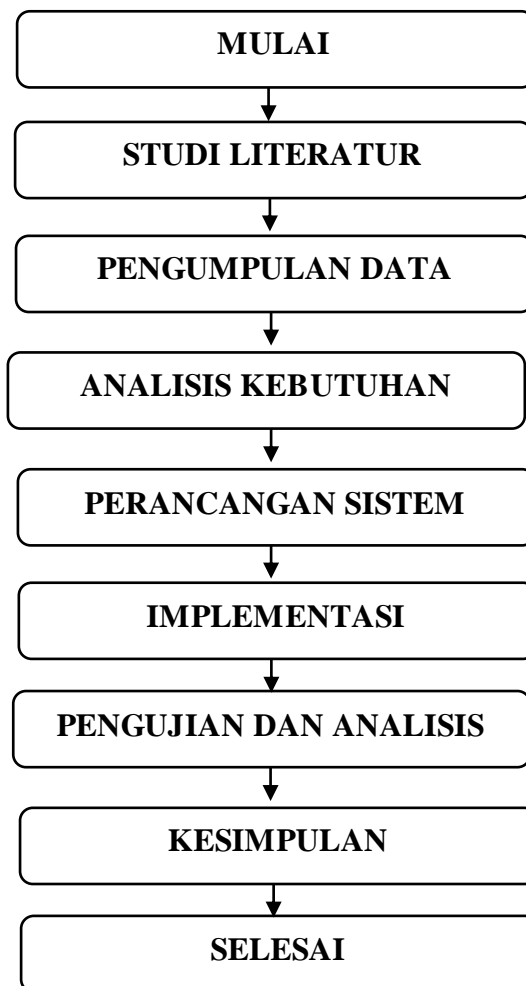 MULAI
STUDI LITERATUR
PENGUMPULAN DATA
ANALISIS KEBUTUHAN
PERANCANGAN SISTEM
IMPLEMENTASI
PENGUJIAN DAN ANALISIS
KESIMPULAN
SELESAI